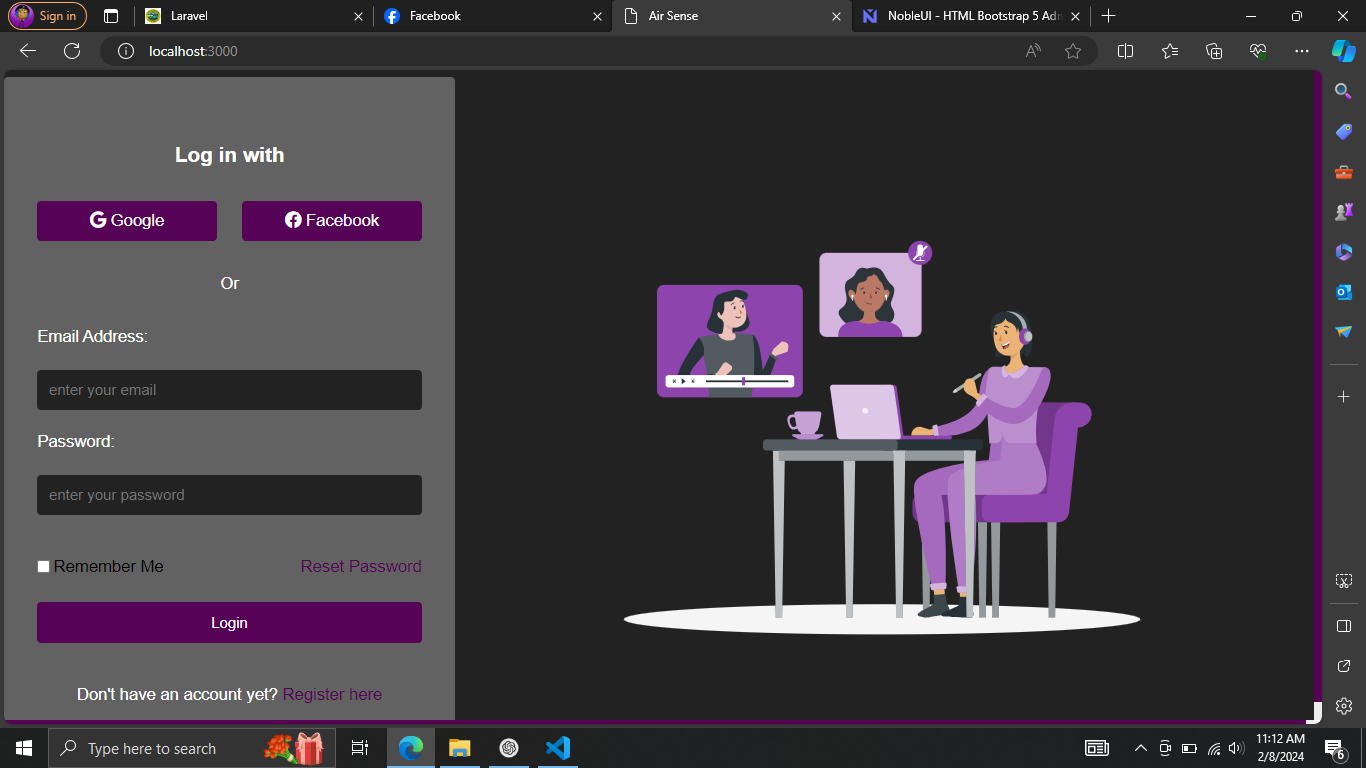 Sign in
Laravel
Facebook
Air Sense
NobleUI - HTML Bootstrap 5 Adm
localhost:3000
Log in with
Google
Facebook
Or
Email Address:
enter your email
Password:
enter your password
Remember Me
Reset Password
Login
Don't have an account yet? Register here
Type here to search
11:12 AM
2/8/2024
6